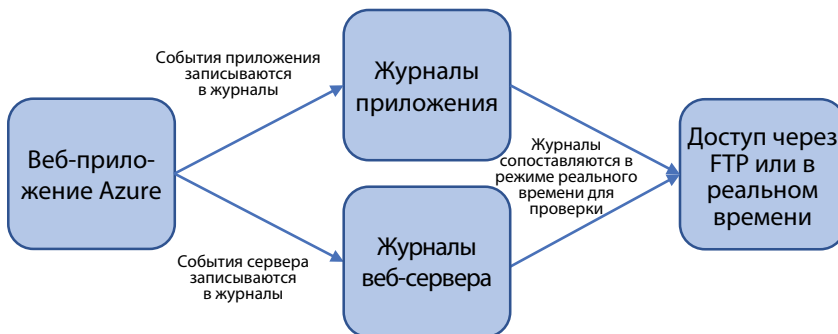 События приложения
записываются
в журналы
Журналы
приложения
Веб-прило-
жение Azure
Журналы
сопоставляются в
режиме реального
времени для
проверки
Доступ через
FTP или в
реальном
времени
События сервера
записываются
в журналы
Журналы
веб-сервера